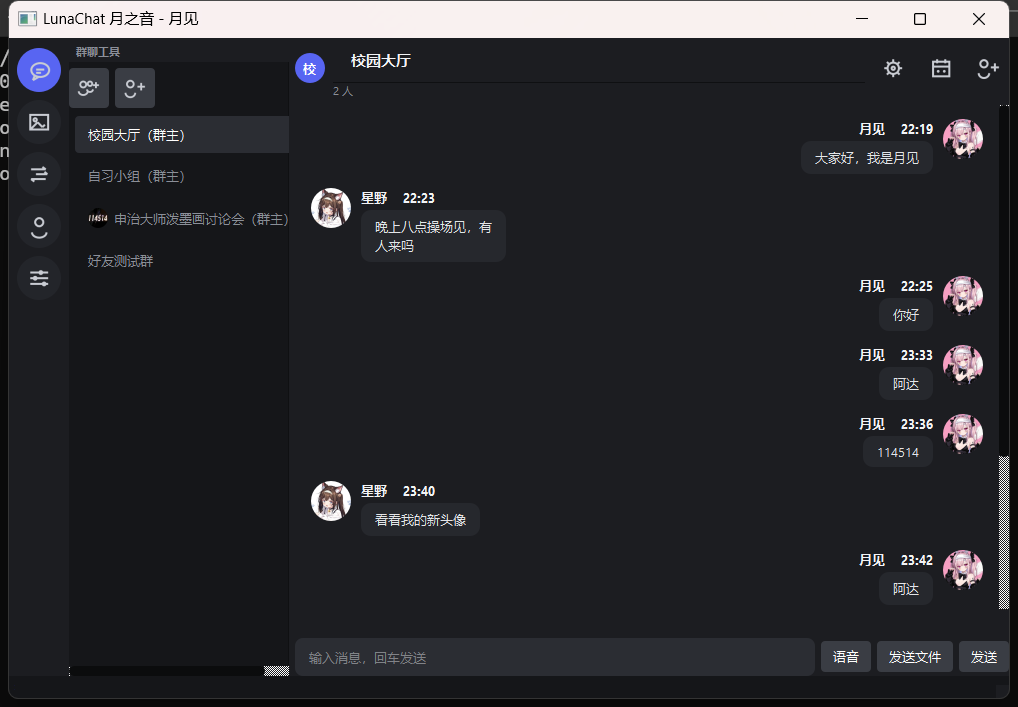 LunaChat 月之音 - 月见
群聊工具
校园大厅（群主）
自习小组（群主）
114514 申治大师泼墨画讨论会（群主）
好友测试群
校 校园大厅
2 人
月见 22:19
大家好，我是月见
星野 22:23
晚上八点操场见，有
人来吗
月见 22:25
你好
月见 23:33
阿达
月见 23:36
114514
星野 23:40
看看我的新头像
月见 23:42
阿达
输入消息，回车发送 语音 发送文件 发送